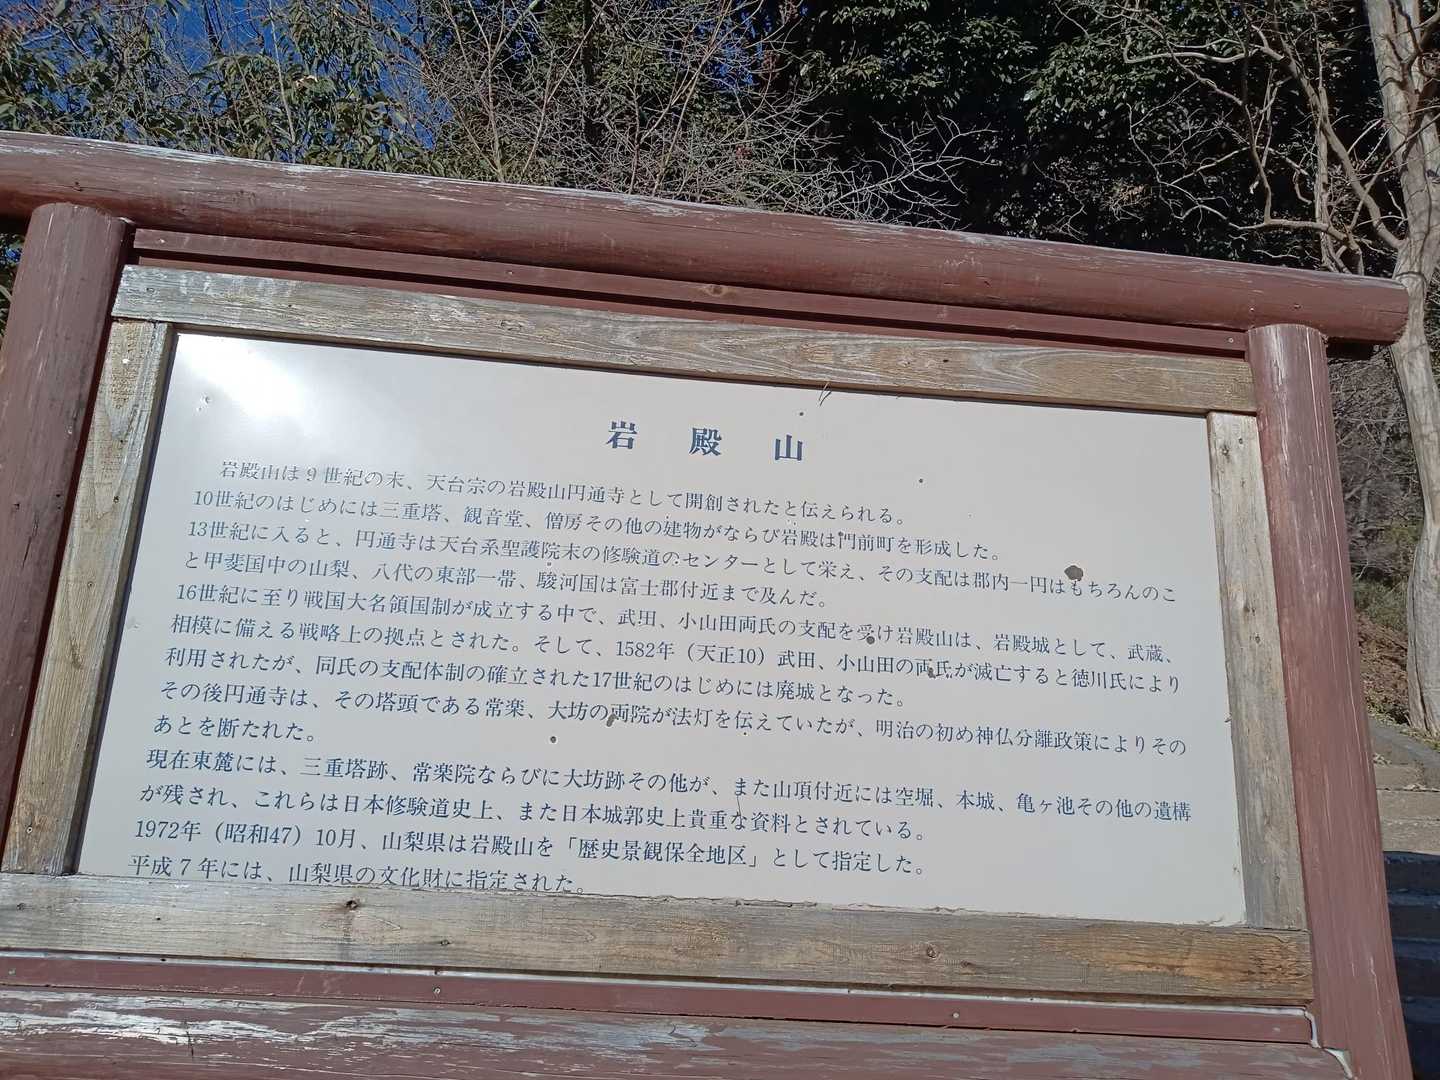 岩殿山
岩殿山は9世紀の末、天台宗の岩殿山円通寺として開創されたと伝えられる。
10世紀のはじめには三重塔、観音堂、僧房その他の建物がならび岩殿は門前町を形成した。
13世紀に入ると、円通寺は天台系聖護院末の修験道のセンターとして栄え、その支配は郡内一円はもちろんのこ
と甲斐国中の山梨、八代の東部一帯、駿河国は富士郡付近まで及んだ。
16世紀に至り戦国大名領国制が成立する中で、武田、小山田両氏の支配を受け岩殿山は、岩殿城として、武蔵、
相模に備える戦略上の拠点とされた。そして、1582年（天正10）武田、小山田の両氏が滅亡すると徳川氏により
利用されたが、同氏の支配体制の確立された17世紀のはじめには廃城となった。
その後円通寺は、その塔頭である常楽、大坊の両院が法灯を伝えていたが、明治の初め神仏分離政策によりその
あとを断たれた。
現在東麓には、三重塔跡、常楽院ならびに大坊跡その他が、また山頂付近には空堀、本城、亀ヶ池その他の遺構
が残され、これらは日本修験道史上、また日本城郭史上貴重な資料とされている。
1972年（昭和47）10月、山梨県は岩殿山を「歴史景観保全地区」として指定した。
平成7年には、山梨県の文化財に指定された。